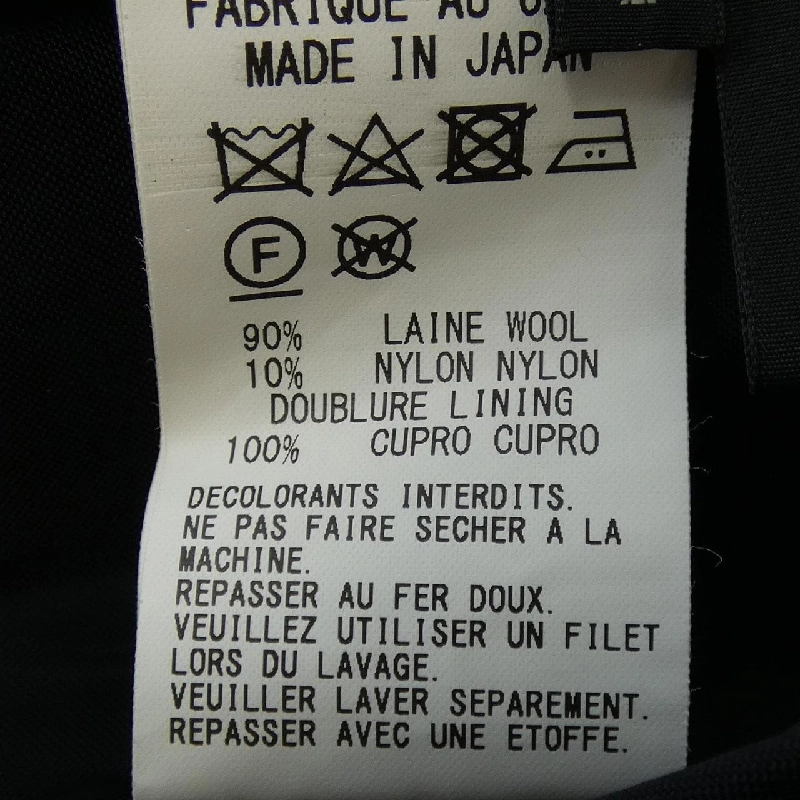 FABRIQUE AU
MADE IN JAPAN
F W
90% LAINE WOOL
10% NYLON NYLON
DOUBLURE LINING
100% CUPRO CUPRO
DECOLORANTS INTERDITS.
NE PAS FAIRE SECHER A LA
MACHINE.
REPASSER AU FER DOUX.
VEUILLEZ UTILISER UN FILET
LORS DU LAVAGE.
VEUILLER LAVER SEPAREMENT.
REPASSER AVEC UNE ETOFFE.